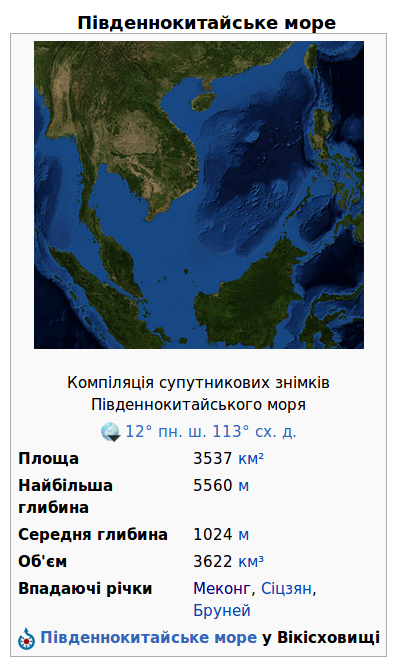 Південнокитайське море
Компіляція супутникових знімків
Південнокитайського моря
12° пн. ш. 113° сх. д.
Площа 3537 км²
Найбільша глибина 5560 м
Середня глибина 1024 м
Об'єм 3622 км³
Впадаючі річки Меконг, Сіцзян,
Бруней
Південнокитайське море у Вікісховищі